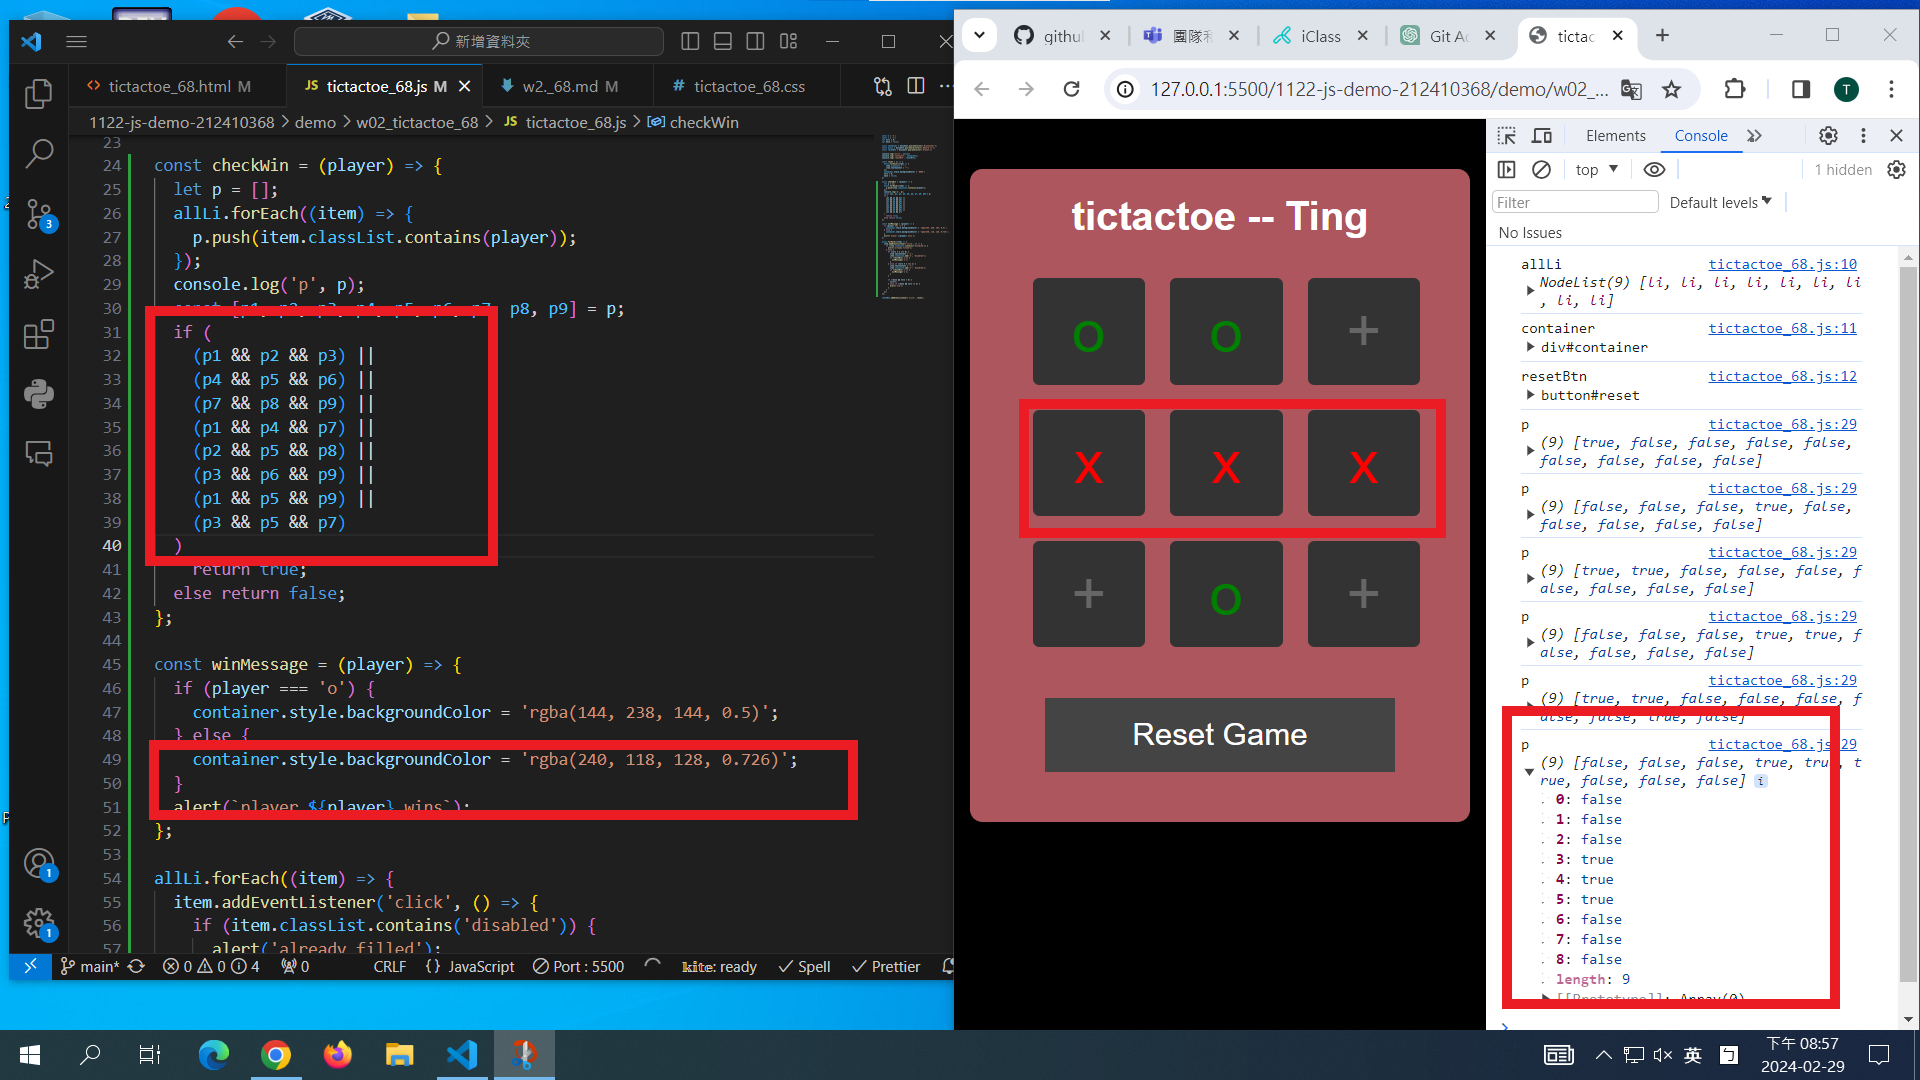 新增資料夾
tictactoe_68.html M
JS tictactoe_68.js M
w2._68.md M
# tictactoe_68.css
1122-js-demo-212410368 > demo > w02_tictactoe_68 > JS tictactoe_68.js > checkWin
23
24 const checkWin = (player) => {
25 let p = [];
26 allLi.forEach((item) => {
27 p.push(item.classList.contains(player));
28 });
29 console.log('p', p);
30 const [p1, p2, p3, p4, p5, p6, p7, p8, p9] = p;
31 if (
32 (p1 && p2 && p3) ||
33 (p4 && p5 && p6) ||
34 (p7 && p8 && p9) ||
35 (p1 && p4 && p7) ||
36 (p2 && p5 && p8) ||
37 (p3 && p6 && p9) ||
38 (p1 && p5 && p9) ||
39 (p3 && p5 && p7)
40 )
41 return true;
42 else return false;
43 };
44
45 const winMessage = (player) => {
46 if (player === 'o') {
47 container.style.backgroundColor = 'rgba(144, 238, 144, 0.5)';
48 } else {
49 container.style.backgroundColor = 'rgba(240, 118, 128, 0.726)';
50 }
51 alert(`player ${player} wins`);
52 };
53
54 allLi.forEach((item) => {
55 item.addEventListener('click', () => {
56 if (item.classList.contains('disabled')) {
57 alert('already filled');
3
1
1
main* 0 0 4 0 CRLF {} JavaScript Port : 5500 kite: ready Spell Prettier
githu
團隊和
iClass
Git Ac
tictac
127.0.0.1:5500/1122-js-demo-212410368/demo/w02_...
T
tictactoe -- Ting
o o +
x x x
+ o +
Reset Game
Elements Console
top 1 hidden
Filter Default levels
No Issues
allLi tictactoe_68.js:10
NodeList(9) [li, li, li, li, li, li, li
, li, li]
container tictactoe_68.js:11
div#container
resetBtn tictactoe_68.js:12
button#reset
p tictactoe_68.js:29
(9) [true, false, false, false, false,
false, false, false, false]
p tictactoe_68.js:29
(9) [false, false, false, true, false,
false, false, false, false]
p tictactoe_68.js:29
(9) [true, true, false, false, false, f
alse, false, false, false]
p tictactoe_68.js:29
(9) [false, false, false, true, true, f
alse, false, false, false]
p tictactoe_68.js:29
(9) [true, true, false, false, false, f
alse, false, true, false]
p tictactoe_68.js:29
(9) [false, false, false, true, true, t
rue, false, false, false] i
0: false
1: false
2: false
3: true
4: true
5: true
6: false
7: false
8: false
length: 9
[[Prototype]]: Array(0)
英
下午 08:57
2024-02-29